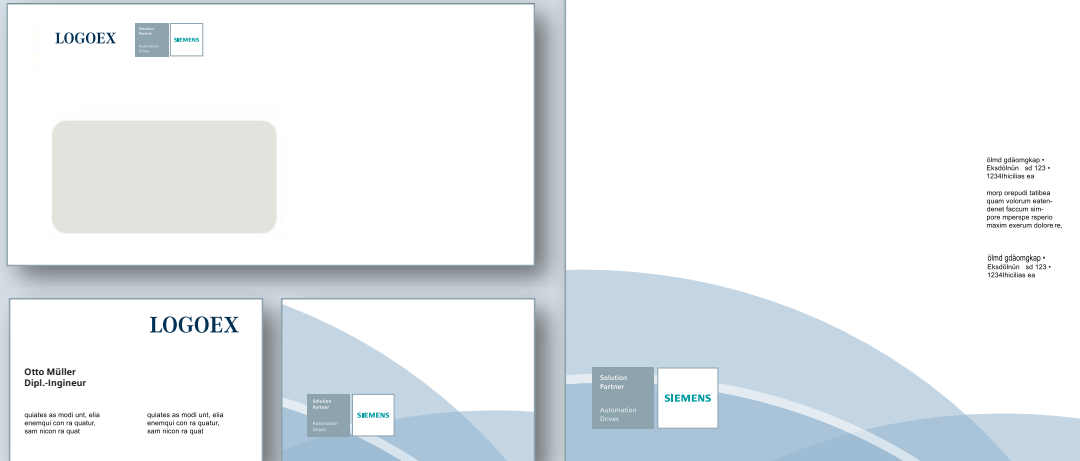 LOGOEX
Solution
Partner
Automation
Drives
SIEMENS
LOGOEX
Otto Müller
Dipl.-Ingineur
quiates as modi unt, elia
enemqui con ra quatur,
sam nicon ra quat
quiates as modi unt, elia
enemqui con ra quatur,
sam nicon ra quat
Solution
Partner
Automation
Drives
SIEMENS
ölmd gdäomgkap •
Eksdölnün sd 123 •
1234Ihicilias ea
morp orepudi tatibea
quam volorum eaten-
denet faccum sim-
pore mperspe rsperio
maxim exerum dolore re,
ölmd gdäomgkap •
Eksdölnün sd 123 •
1234Ihicilias ea
Solution
Partner
Automation
Drives
SIEMENS